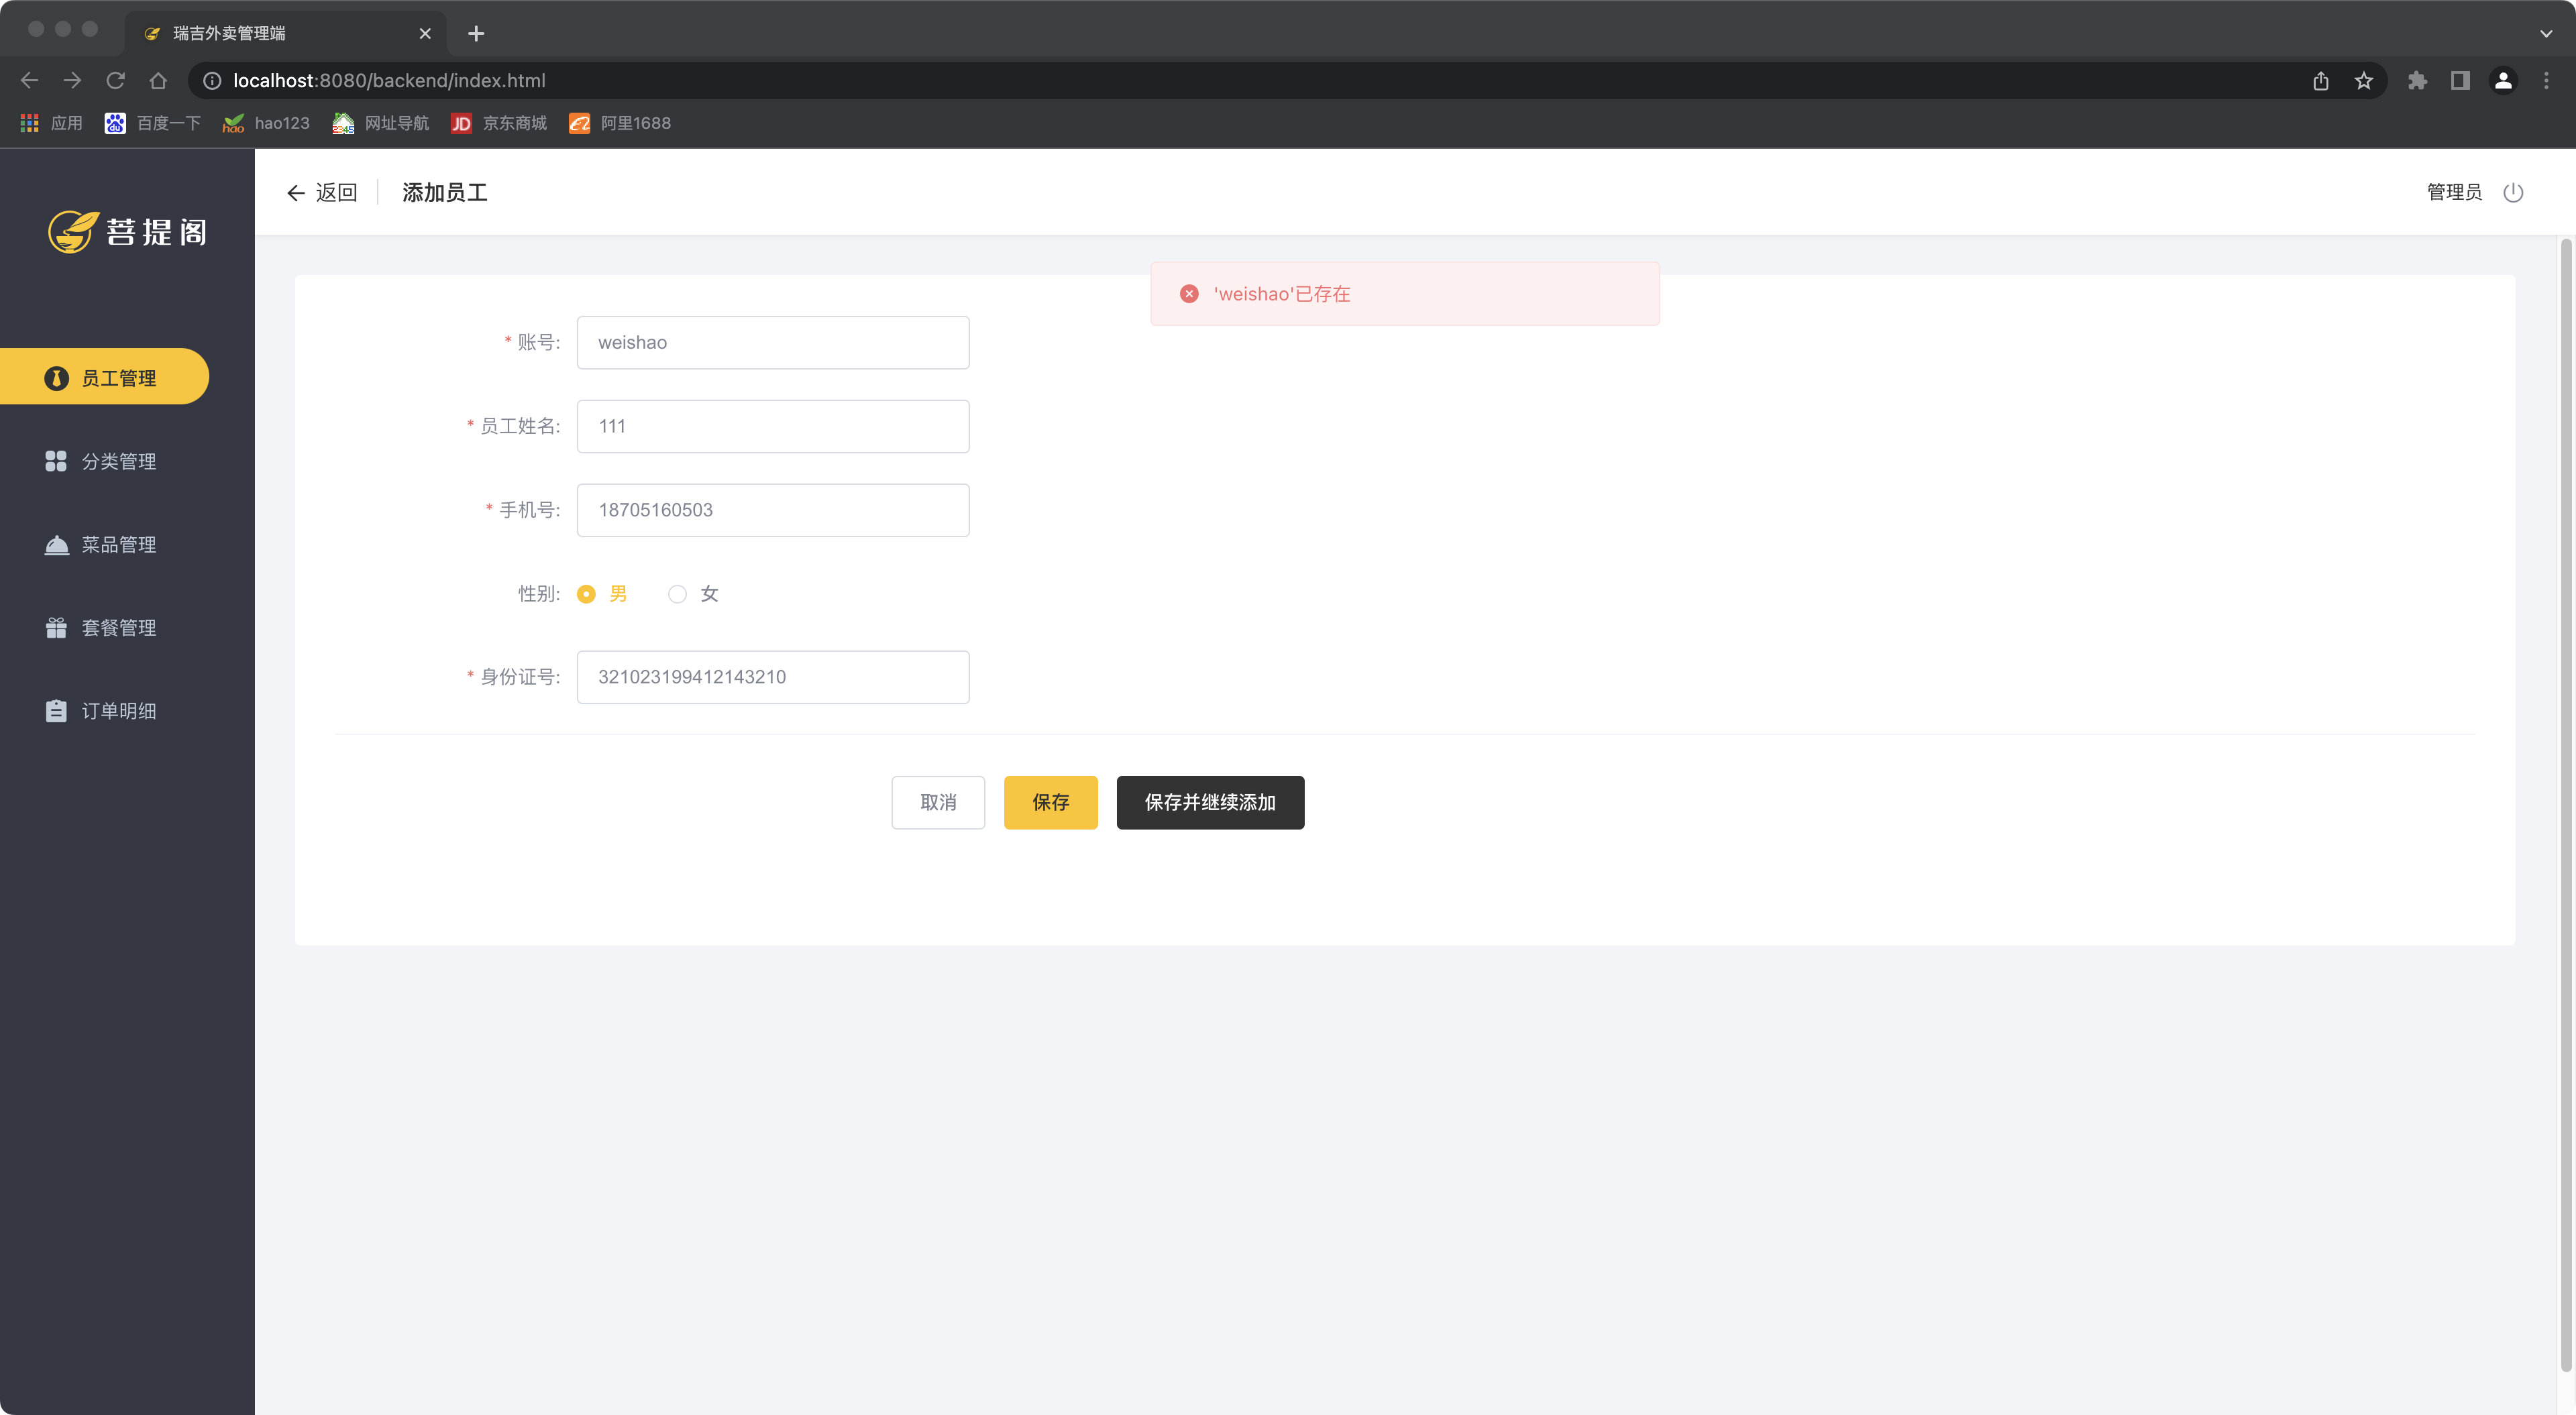 瑞吉外卖管理端
localhost:8080/backend/index.html
应用 百度一下 hao123 网址导航 京东商城 阿里1688
菩提阁
返回 添加员工 管理员
'weishao'已存在
员工管理
分类管理
菜品管理
套餐管理
订单明细
* 账号: weishao
* 员工姓名: 111
* 手机号: 18705160503
性别: 男 女
* 身份证号: 321023199412143210
取消 保存 保存并继续添加